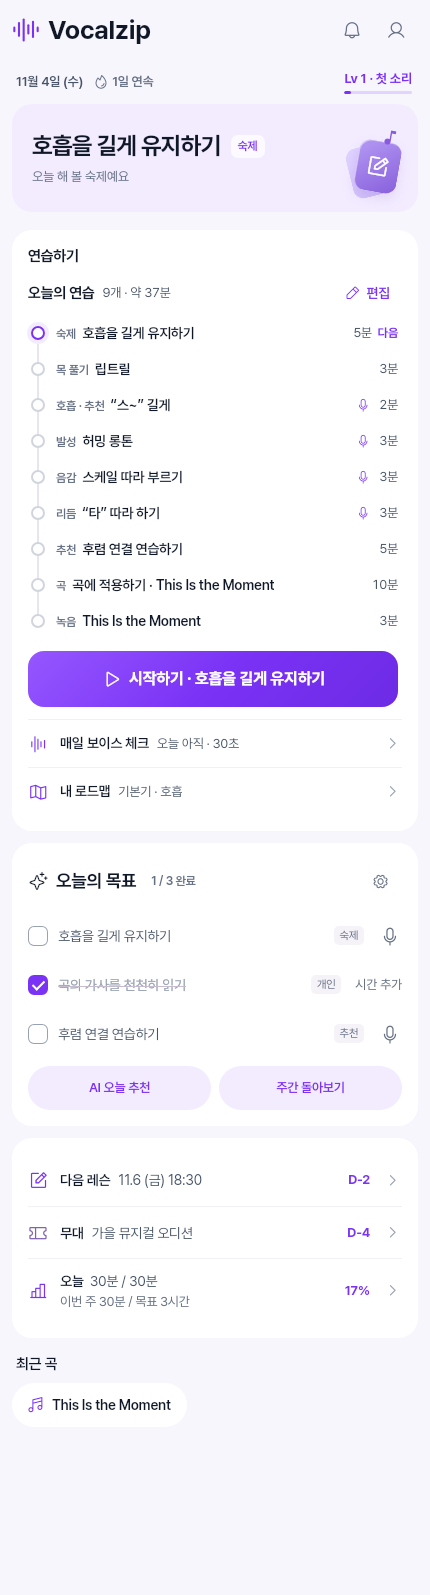 Vocalzip
11월 4일 (수) 1일 연속 Lv 1 · 첫 소리
호흡을 길게 유지하기 숙제
오늘 해 볼 숙제예요
연습하기
오늘의 연습 9개 · 약 37분 편집
숙제 호흡을 길게 유지하기 5분 다음
목 풀기 립트릴 3분
호흡 · 추천 “스~” 길게 2분
발성 허밍 롱톤 3분
음감 스케일 따라 부르기 3분
리듬 “타” 따라 하기 3분
추천 후렴 연결 연습하기 5분
곡 곡에 적용하기 · This Is the Moment 10분
녹음 This Is the Moment 3분
시작하기 · 호흡을 길게 유지하기
매일 보이스 체크 오늘 아직 · 30초
내 로드맵 기본기 · 호흡
오늘의 목표 1 / 3 완료
호흡을 길게 유지하기 숙제
곡의 가사를 천천히 읽기 개인 시간 추가
후렴 연결 연습하기 추천
AI 오늘 추천 주간 돌아보기
다음 레슨 11.6 (금) 18:30 D-2
무대 가을 뮤지컬 오디션 D-4
오늘 30분 / 30분 17%
이번 주 30분 / 목표 3시간
최근 곡
This Is the Moment